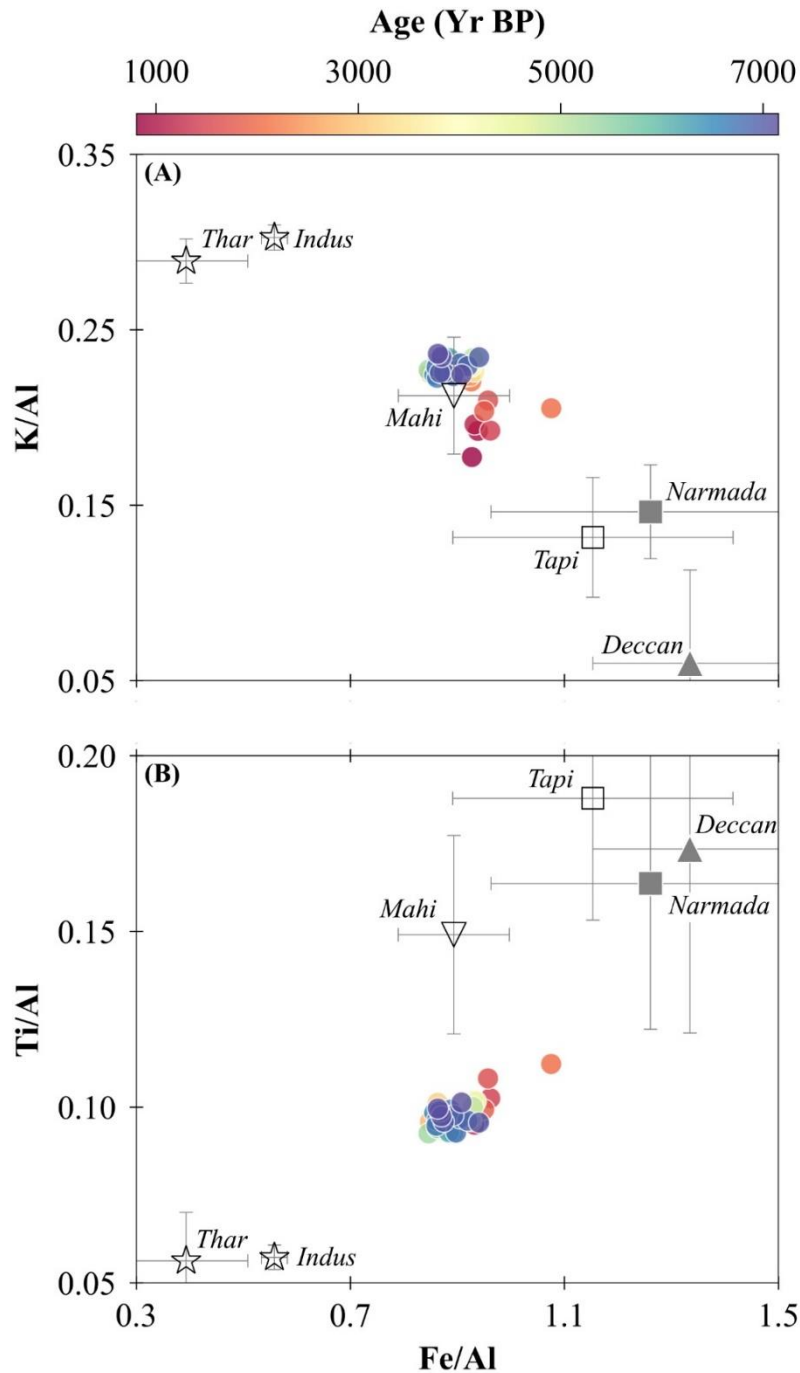 Age (Yr BP)
1000 3000 5000 7000
0.35
(A)
Thar Indus
0.25
Mahi
K/Al
0.15
Narmada
Tapi
Deccan
0.05
0.20
(B)
Tapi
Deccan
Mahi
Narmada
0.15
Ti/Al
0.10
Thar Indus
0.05
0.3 0.7 1.1 1.5
Fe/Al